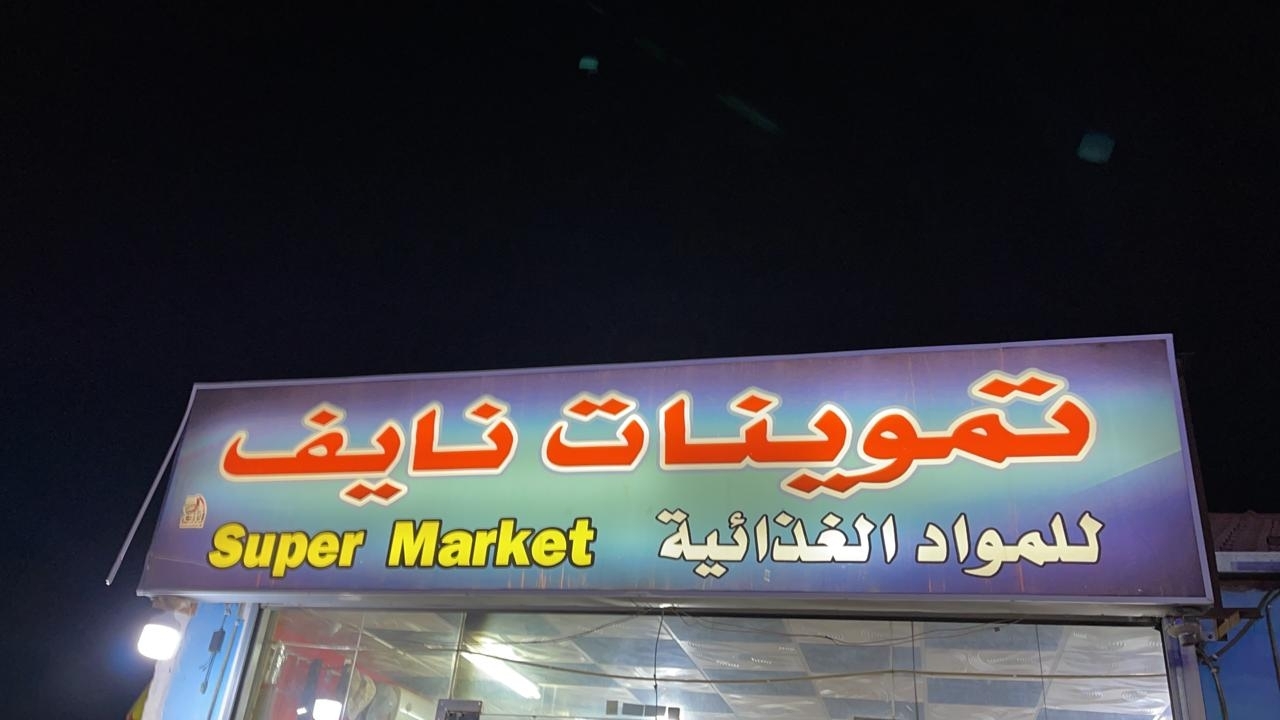 تموينات نايف
للمواد الغذائية
Super Market